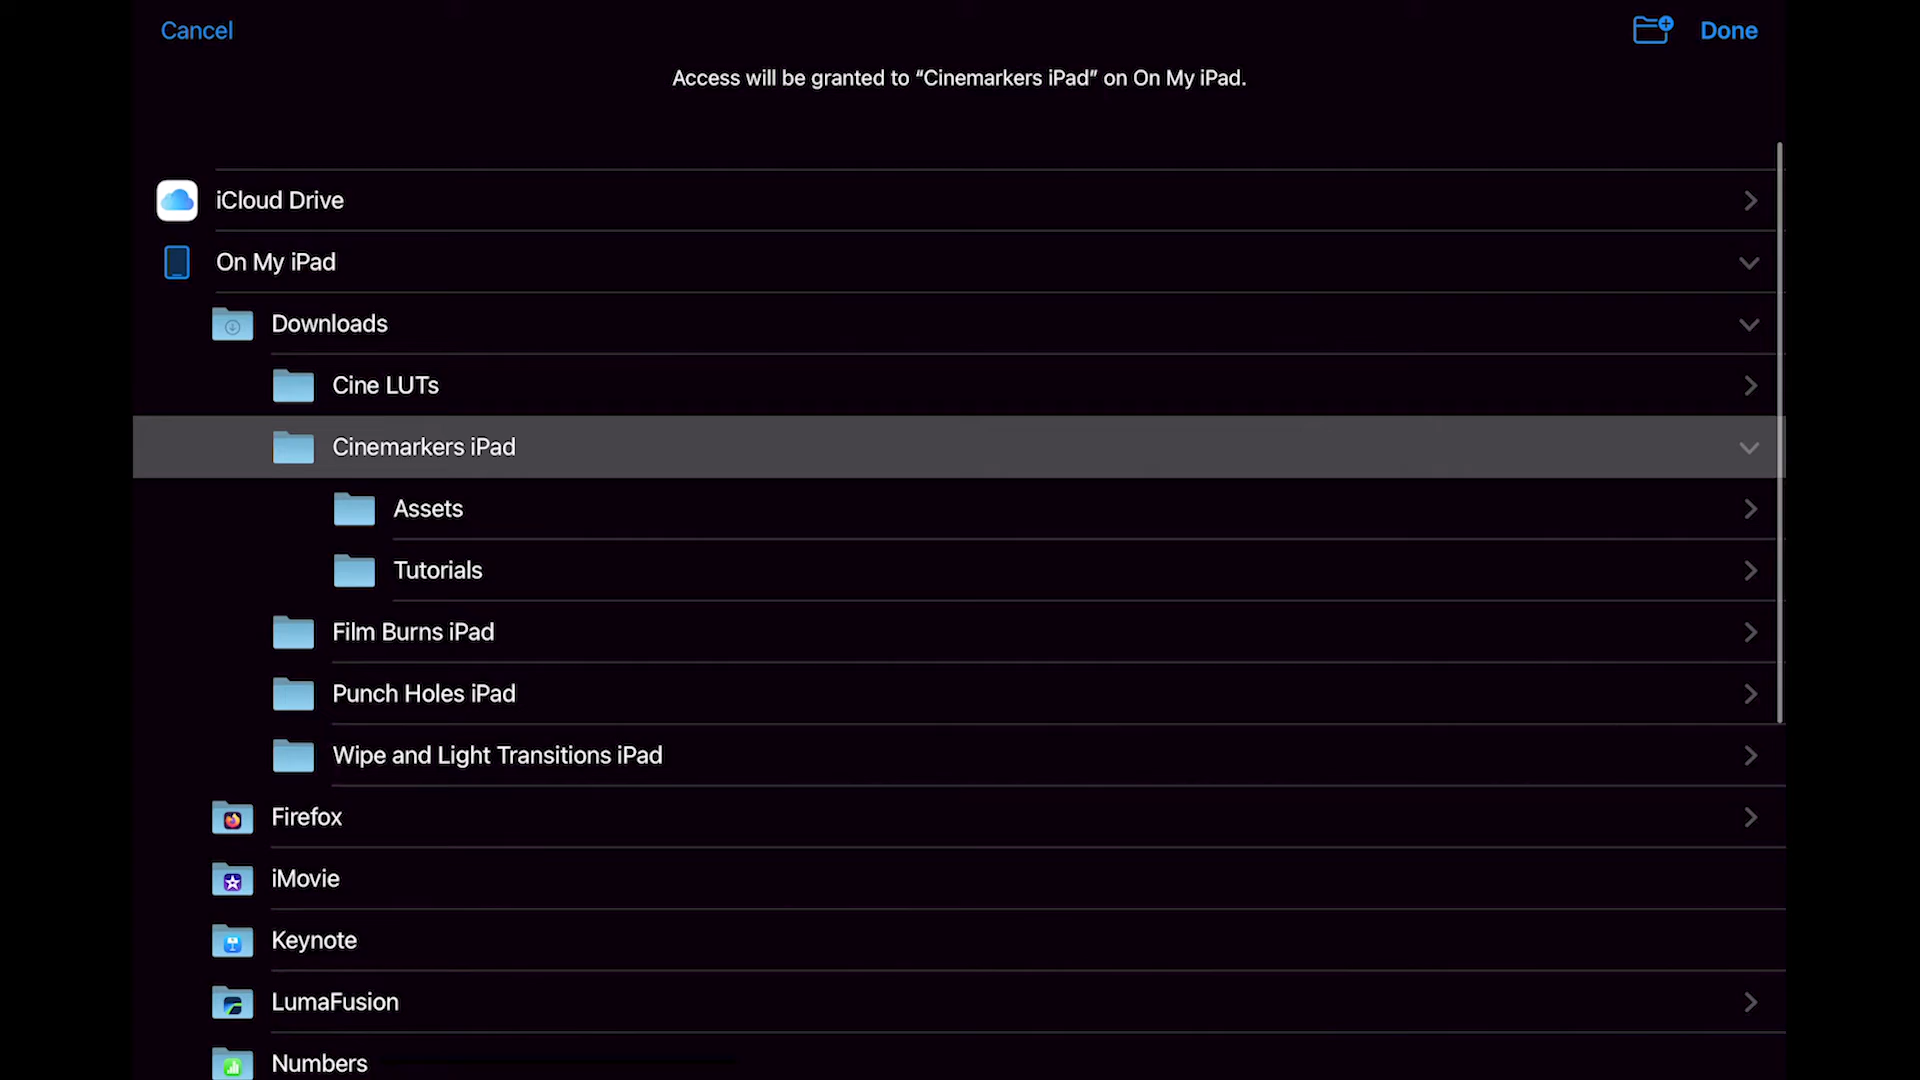 Cancel
Done
Access will be granted to “Cinemarkers iPad” on On My iPad.
iCloud Drive
On My iPad
Downloads
Cine LUTs
Cinemarkers iPad
Assets
Tutorials
Film Burns iPad
Punch Holes iPad
Wipe and Light Transitions iPad
Firefox
iMovie
Keynote
LumaFusion
Numbers